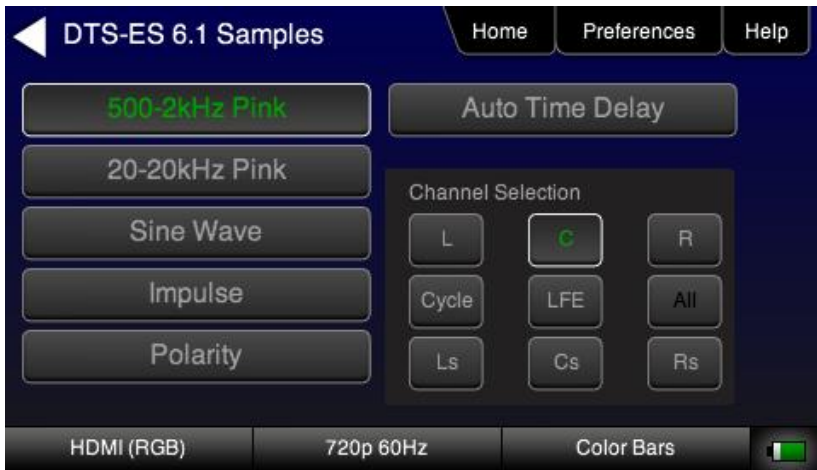 DTS-ES 6.1 Samples
Home
Preferences
Help
500-2kHz Pink
Auto Time Delay
20-20kHz Pink
Sine Wave
Impulse
Polarity
Channel Selection
L
C
R
Cycle
LFE
All
Ls
Cs
Rs
HDMI (RGB)
720p 60Hz
Color Bars